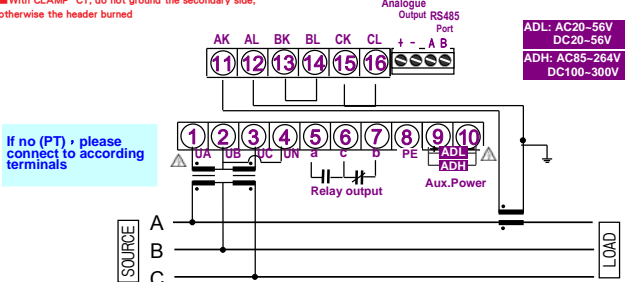 ■With CLAMP CT, do not ground the secondary side,
otherwise the header burned
Analogue
Output RS485
Port
+ - A B
ADL: AC20~56V
DC20~56V
ADH: AC85~264V
DC100~300V
AK AL BK BL CK CL
11 12 13 14 15 16
If no (PT), please
connect to according
terminals
1 2 3 4 5 6 7 8 9 10
UA UB UC UN a c b PE ADL
ADH
Relay output
Aux.Power
SOURCE
A
B
C
LOAD